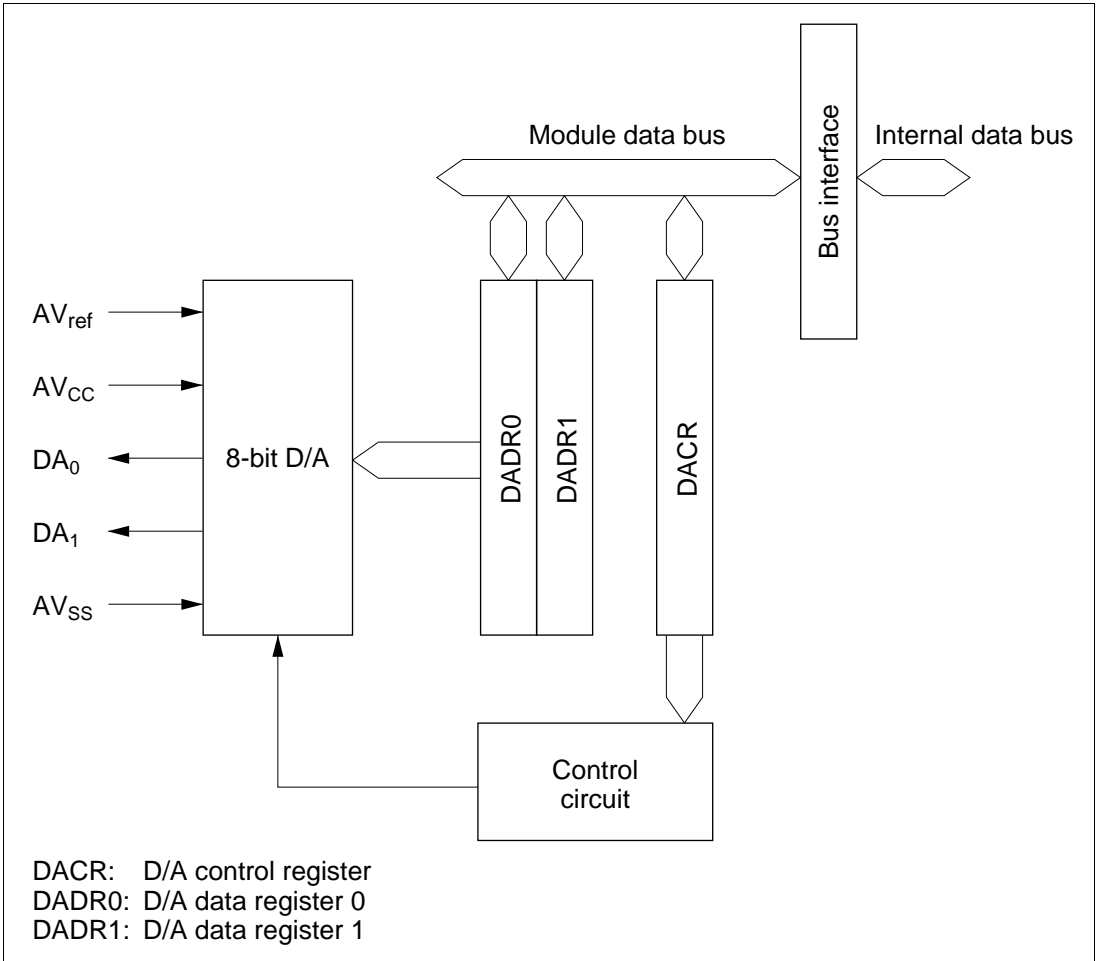 Module data bus
Internal data bus
Bus interface
AVref
AVCC
DA0
DA1
AVSS
8-bit D/A
DADR0
DADR1
DACR
Control
circuit
DACR: D/A control register
DADR0: D/A data register 0
DADR1: D/A data register 1